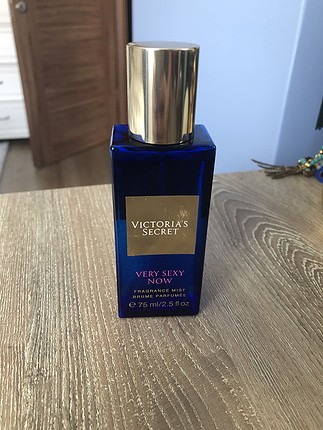 VICTORIA'S
SECRET
VERY SEXY
NOW
FRAGRANCE MIST
BRUME PARFUMÉE
℮ 75 ml/2.5 fl oz